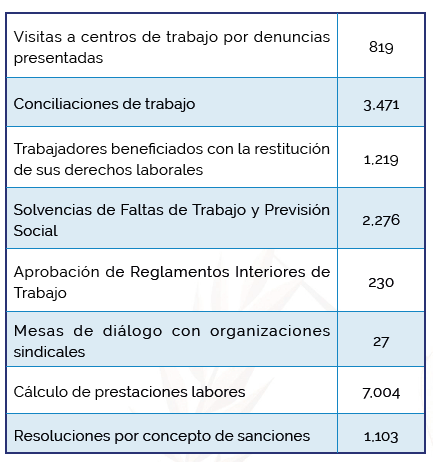 Visitas a centros de trabajo por denuncias
presentadas
819
Conciliaciones de trabajo
3,471
Trabajadores beneficiados con la restitución
de sus derechos laborales
1,219
Solvencias de Faltas de Trabajo y Previsión
Social
2,276
Aprobación de Reglamentos Interiores de
Trabajo
230
Mesas de diálogo con organizaciones
sindicales
27
Cálculo de prestaciones labores
7,004
Resoluciones por concepto de sanciones
1,103